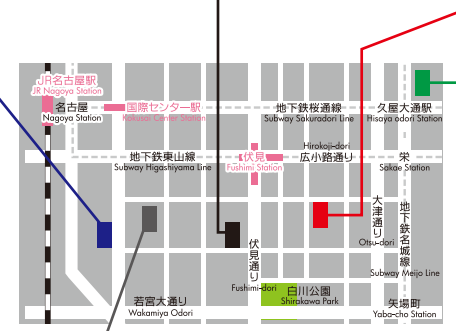 JR名古屋駅
JR Nagoya Station
名古屋
Nagoya Station
国際センター駅
Kokusai Center Station
地下鉄桜通線
Subway Sakuradori Line
久屋大通駅
Hisaya odori Station
地下鉄東山線
Subway Higashiyama Line
伏見
Fushimi Station
Hirokoji-dori
広小路通り
栄
Sakae Station
大津通り
Otsu-dori
地下鉄名城線
Subway Meijo Line
伏見通り
Fushimi-dori
若宮大通り
Wakamiya Odori
白川公園
Shirakawa Park
矢場町
Yaba-cho Station